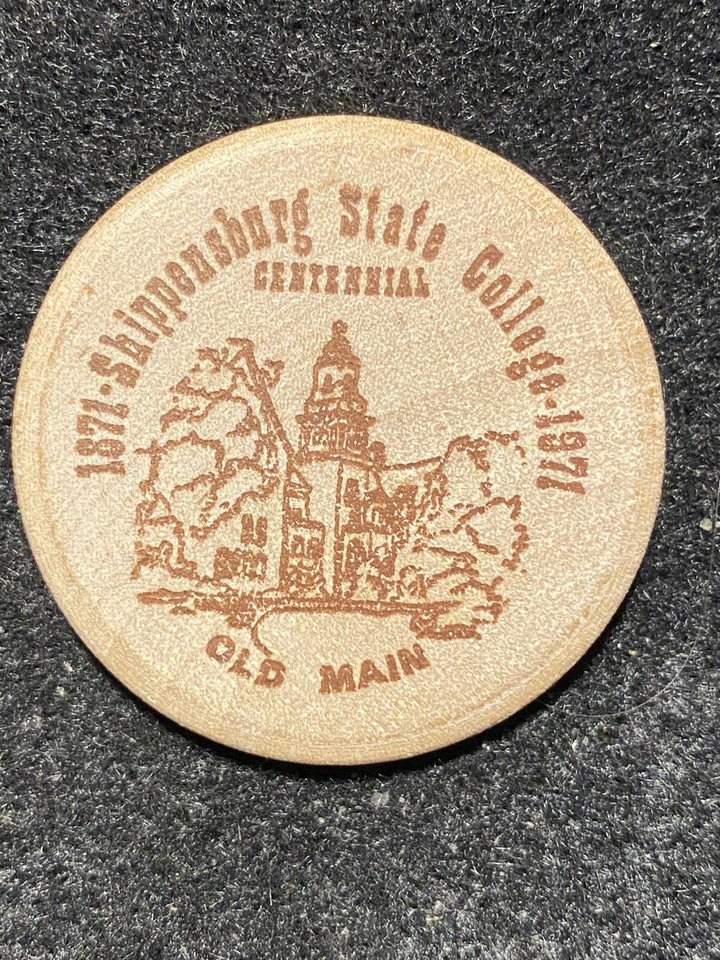 1871·Shippensburg State College·1971
CENTENNIAL
OLD MAIN